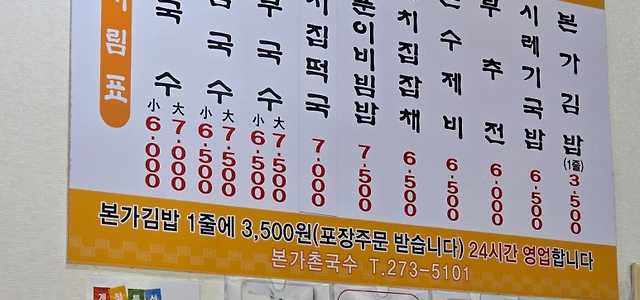 림표
국수 小 6,000 大 7,000
국수 小 6,500 大 7,500
국수 小 6,500 大 7,500
집떡국 7,000
이비빔밥 7,500
치집잡채 6,500
수제비 6,500
부추전 6,000
시레기국밥 6,500
본가김밥 (1줄) 3,500
본가김밥 1줄에 3,500원(포장주문 받습니다) 24시간 영업합니다
본가촌국수 T.273-5101